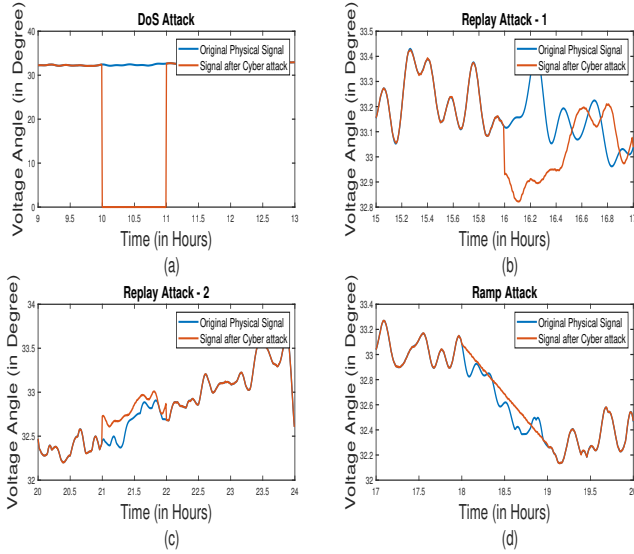 DoS Attack
Original Physical Signal
Signal after Cyber attack
Voltage Angle (in Degree)
40
30
20
10
0
9 9.5 10 10.5 11 11.5 12 12.5 13
Time (in Hours)
(a)
Replay Attack - 1
Original Physical Signal
Signal after Cyber attack
Voltage Angle (in Degree)
33.6
33.4
33.2
33
32.8
15 15.2 15.4 15.6 15.8 16 16.2 16.4 16.6 16.8 17
Time (in Hours)
(b)
Replay Attack - 2
Original Physical Signal
Signal after Cyber attack
Voltage Angle (in Degree)
34
33.5
33
32.5
32
20 20.5 21 21.5 22 22.5 23 23.5 24
Time (in Hours)
(c)
Ramp Attack
Original Physical Signal
Signal after Cyber attack
Voltage Angle (in Degree)
33.4
33.2
33
32.8
32.6
32.4
32.2
32
17 17.5 18 18.5 19 19.5 20
Time (in Hours)
(d)